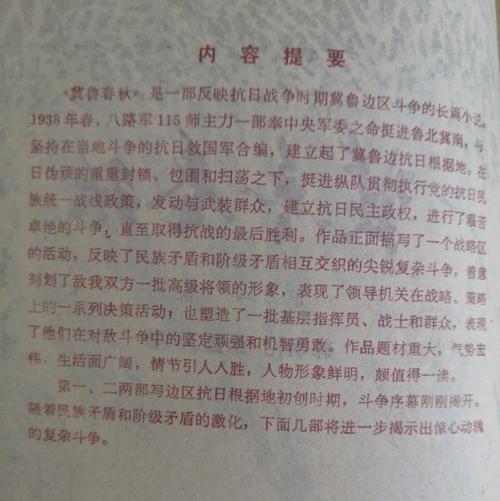 内容提要
《冀鲁春秋》是一部反映抗日战争时期冀鲁边区斗争的长篇小说。
1938年春,八路军115师主力一部奉中央军委之命挺进鲁北冀南,与
坚持在当地斗争的抗日救国军合编,建立起了冀鲁边抗日根据地。在
日伪顽的重重封锁、包围和扫荡之下,挺进纵队贯彻执行党的抗日民
族统一战线政策,发动与武装群众,建立抗日民主政权,进行了艰苦
卓绝的斗争,直至取得抗战的最后胜利。作品正面描写了一个战略区
的活动,反映了民族矛盾和阶级矛盾相互交织的尖锐复杂斗争,着意
刻划了敌我双方一批高级将领的形象,表现了领导机关在战略、策略
上的一系列决策活动;也塑造了一批基层指挥员、战士和群众,表现
了他们在对敌斗争中的坚定顽强和机智勇敢。作品题材重大,气势宏
伟,生活面广阔,情节引人入胜,人物形象鲜明,颇值得一读。
第一、二两部写边区抗日根据地初创时期,斗争序幕刚刚揭开。
随着民族矛盾和阶级矛盾的激化,下面几部将进一步揭示出惊心动魄
的复杂斗争。